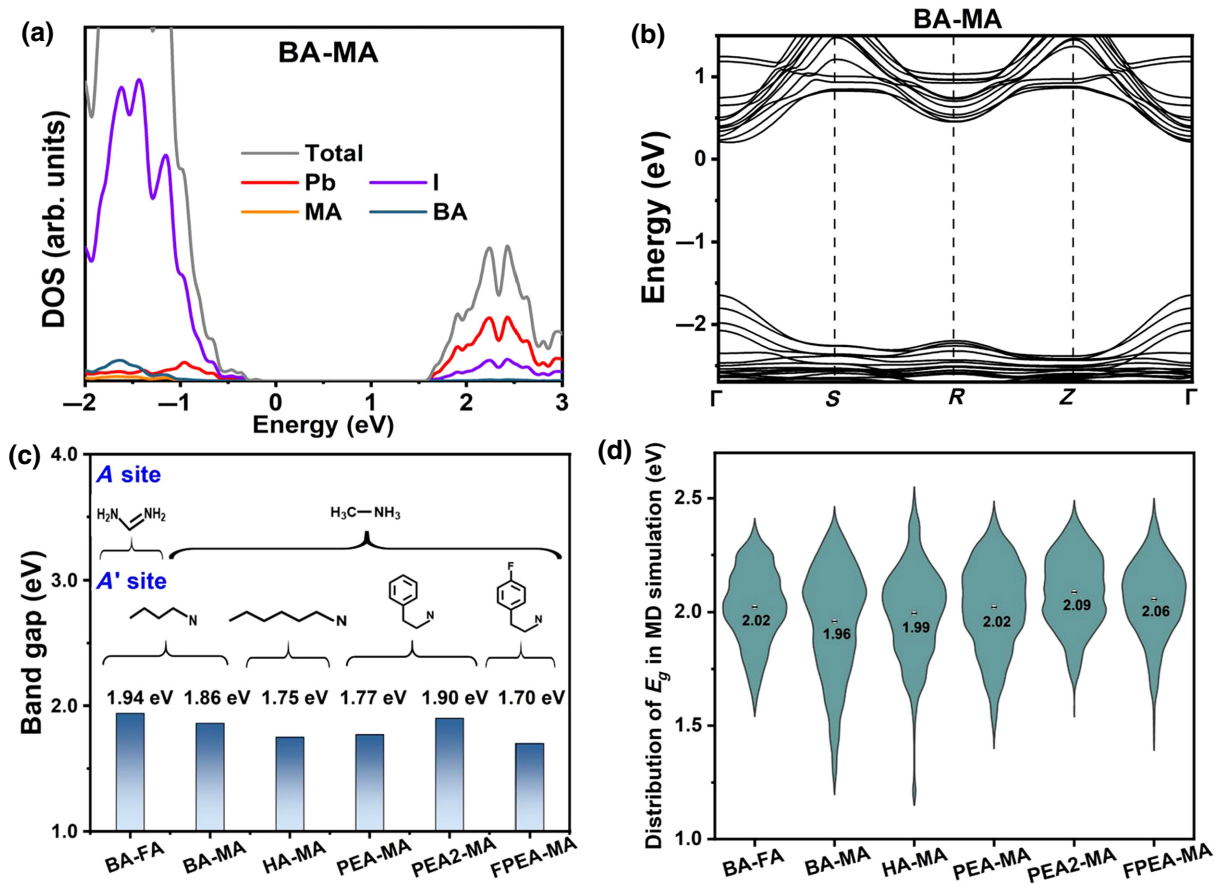 (a)
BA-MA
DOS (arb. units)
Total
Pb
I
MA
BA
–2
–1
0
1
2
3
Energy (eV)
(b)
BA-MA
Energy (eV)
1
0
–1
–2
Γ
S
R
Z
Γ
(c)
Band gap (eV)
4.0
3.0
2.0
1.0
A site
H₂N
NH₂
H₃C—NH₃
A' site
N
N
N
F
N
1.94 eV
1.86 eV
1.75 eV
1.77 eV
1.90 eV
1.70 eV
BA-FA
BA-MA
HA-MA
PEA-MA
PEA2-MA
FPEA-MA
(d)
Distribution of Eg in MD simulation (eV)
2.5
2.0
1.5
1.0
2.02
1.96
1.99
2.02
2.09
2.06
BA-FA
BA-MA
HA-MA
PEA-MA
PEA2-MA
FPEA-MA